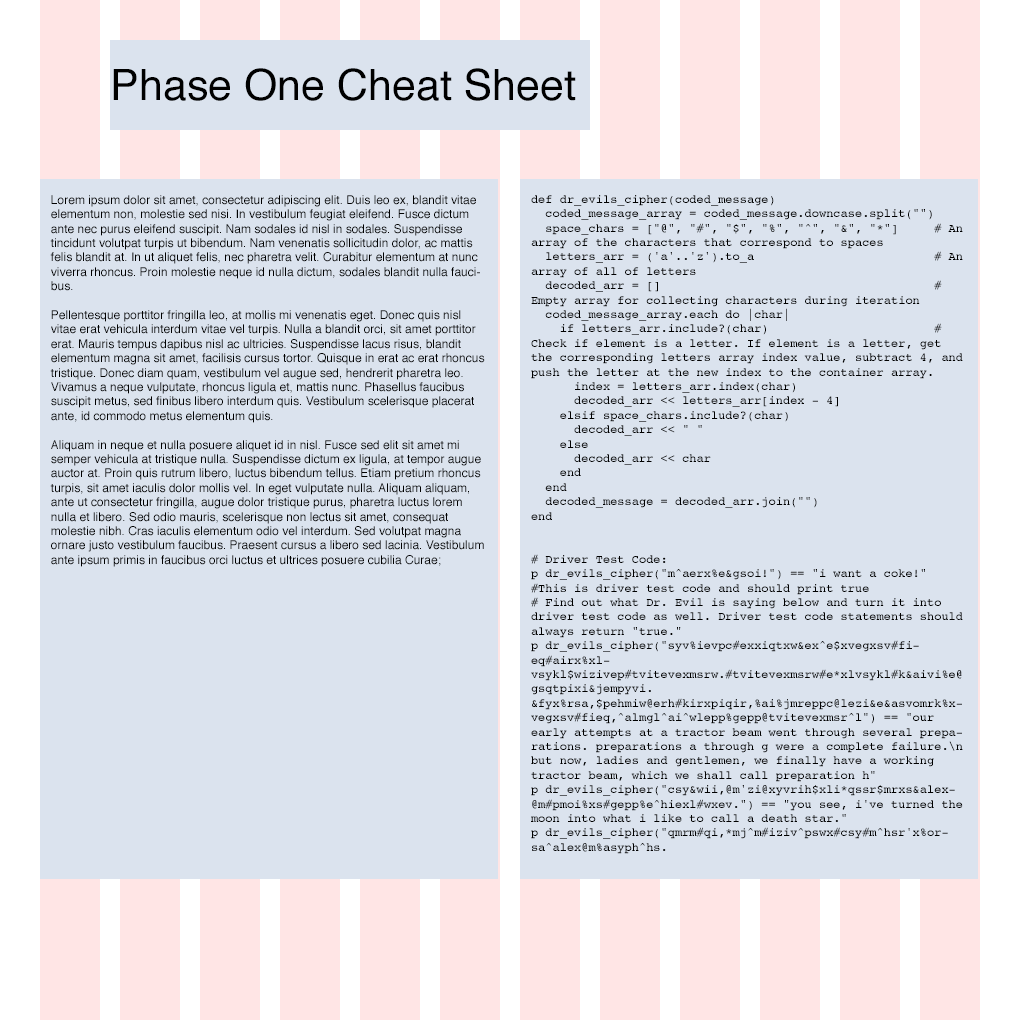 Phase One Cheat Sheet
Lorem ipsum dolor sit amet, consectetur adipiscing elit. Duis leo ex, blandit vitae
elementum non, molestie sed nisi. In vestibulum feugiat eleifend. Fusce dictum
ante nec purus eleifend suscipit. Nam sodales id nisl in sodales. Suspendisse
tincidunt volutpat turpis ut bibendum. Nam venenatis sollicitudin dolor, ac mattis
felis blandit at. In ut aliquet felis, nec pharetra velit. Curabitur elementum at nunc
viverra rhoncus. Proin molestie neque id nulla dictum, sodales blandit nulla fauci-
bus.
Pellentesque porttitor fringilla leo, at mollis mi venenatis eget. Donec quis nisl
vitae erat vehicula interdum vitae vel turpis. Nulla a blandit orci, sit amet porttitor
erat. Mauris tempus dapibus nisl ac ultricies. Suspendisse lacus risus, blandit
elementum magna sit amet, facilisis cursus tortor. Quisque in erat ac erat rhoncus
tristique. Donec diam quam, vestibulum vel augue sed, hendrerit pharetra leo.
Vivamus a neque vulputate, rhoncus ligula et, mattis nunc. Phasellus faucibus
suscipit metus, sed finibus libero interdum quis. Vestibulum scelerisque placerat
ante, id commodo metus elementum quis.
Aliquam in neque et nulla posuere aliquet id in nisl. Fusce sed elit sit amet mi
semper vehicula at tristique nulla. Suspendisse dictum ex ligula, at tempor augue
auctor at. Proin quis rutrum libero, luctus bibendum tellus. Etiam pretium rhoncus
turpis, sit amet iaculis dolor mollis vel. In eget vulputate nulla. Aliquam aliquam,
ante ut consectetur fringilla, augue dolor tristique purus, pharetra luctus lorem
nulla et libero. Sed odio mauris, scelerisque non lectus sit amet, consequat
molestie nibh. Cras iaculis elementum odio vel interdum. Sed volutpat magna
ornare justo vestibulum faucibus. Praesent cursus a libero sed lacinia. Vestibulum
ante ipsum primis in faucibus orci luctus et ultrices posuere cubilia Curae;
def dr_evils_cipher(coded_message)
  coded_message_array = coded_message.downcase.split("")
  space_chars = ["@", "#", "$", "%", "^", "&", "*"]     # An
array of the characters that correspond to spaces
  letters_arr = ('a'..'z').to_a                         # An
array of all of letters
  decoded_arr = []                                      #
Empty array for collecting characters during iteration
  coded_message_array.each do |char|
    if letters_arr.include?(char)                       #
Check if element is a letter. If element is a letter, get
the corresponding letters array index value, subtract 4, and
push the letter at the new index to the container array.
      index = letters_arr.index(char)
      decoded_arr << letters_arr[index - 4]
    elsif space_chars.include?(char)
      decoded_arr << " "
    else
      decoded_arr << char
    end
  end
  decoded_message = decoded_arr.join("")
end
# Driver Test Code:
p dr_evils_cipher("m^aerx%e&gsoi!") == "i want a coke!"
#This is driver test code and should print true
# Find out what Dr. Evil is saying below and turn it into
driver test code as well. Driver test code statements should
always return "true."
p dr_evils_cipher("syv%ievpc#exxiqtxw&ex^e$xvegxsv#fi-
eq#airx%xl-
vsykl$wizivep#tvitevexmsrw.#tvitevexmsrw#e*xlvsykl#k&aivi%e@
gsqtpixi&jempyvi.
&fyx%rsa,$pehmiw@erh#kirxpiqir,%ai%jmreppc@lezi&e&asvomrk%x-
vegxsv#fieq,^almgl^ai^wlepp%gepp@tvitevexmsr^l") == "our
early attempts at a tractor beam went through several prepa-
rations. preparations a through g were a complete failure.\n
but now, ladies and gentlemen, we finally have a working
tractor beam, which we shall call preparation h"
p dr_evils_cipher("csy&wii,@m'zi@xyvrih$xli*qssr$mrxs&alex-
@m#pmoi%xs#gepp%e^hiexl#wxev.") == "you see, i've turned the
moon into what i like to call a death star."
p dr_evils_cipher("qmrm#qi,*mj^m#iziv^pswx#csy#m^hsr'x%or-
sa^alex@m%asyph^hs.